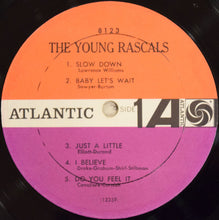 8123
THE YOUNG RASCALS
1. SLOW DOWN
Lawrence Williams
2. BABY LET'S WAIT
Sawyer-Burton
ATLANTIC
SIDE 1
A
ATLANTIC
3. JUST A LITTLE
Elliott-Durand
4. I BELIEVE
Drake-Graham-Shirl-Stillman
5. DO YOU FEEL IT
Cavaliere-Cornish